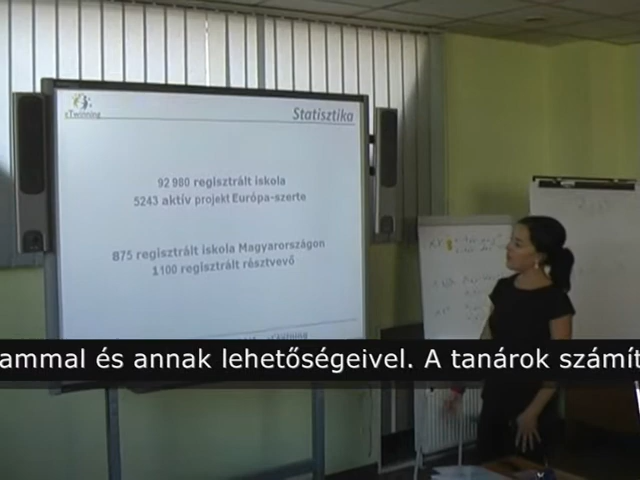 eTwinning
Statisztika
92 980 regisztrált iskola
5243 aktív projekt Európa-szerte
875 regisztrált iskola Magyarországon
1100 regisztrált résztvevő
ammal és annak lehetőségeivel. A tanárok számít